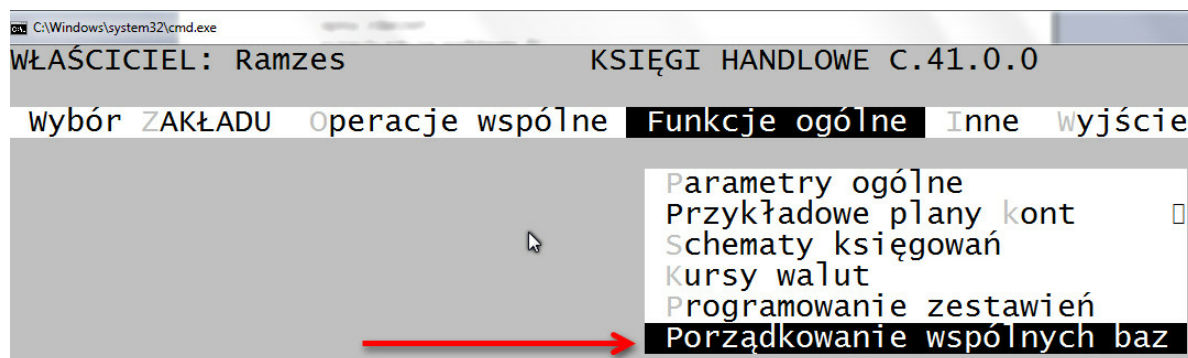 C:\Windows\system32\cmd.exe
WŁAŚCICIEL: Ramzes KSIĘGI HANDLOWE C.41.0.0
Wybór ZAKŁADU Operacje wspólne Funkcje ogólne Inne Wyjście
Parametry ogólne
Przykładowe plany kont
Schematy księgowań
Kursy walut
Programowanie zestawień
Porządkowanie wspólnych baz